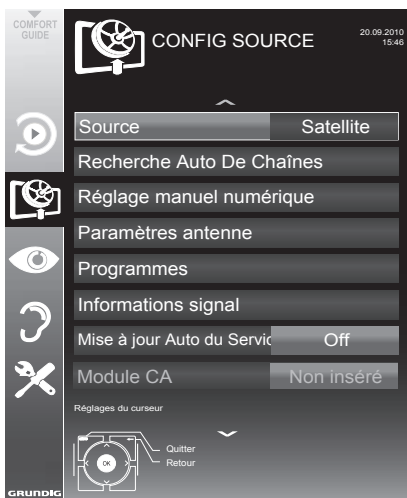 COMFORT
GUIDE
CONFIG SOURCE
20.09.2010
15:46
Source Satellite
Recherche Auto De Chaînes
Réglage manuel numérique
Paramètres antenne
Programmes
Informations signal
Mise à jour Auto du Servic Off
Module CA Non inséré
Réglages du curseur
OK
Quitter
Retour
GRUNDIG